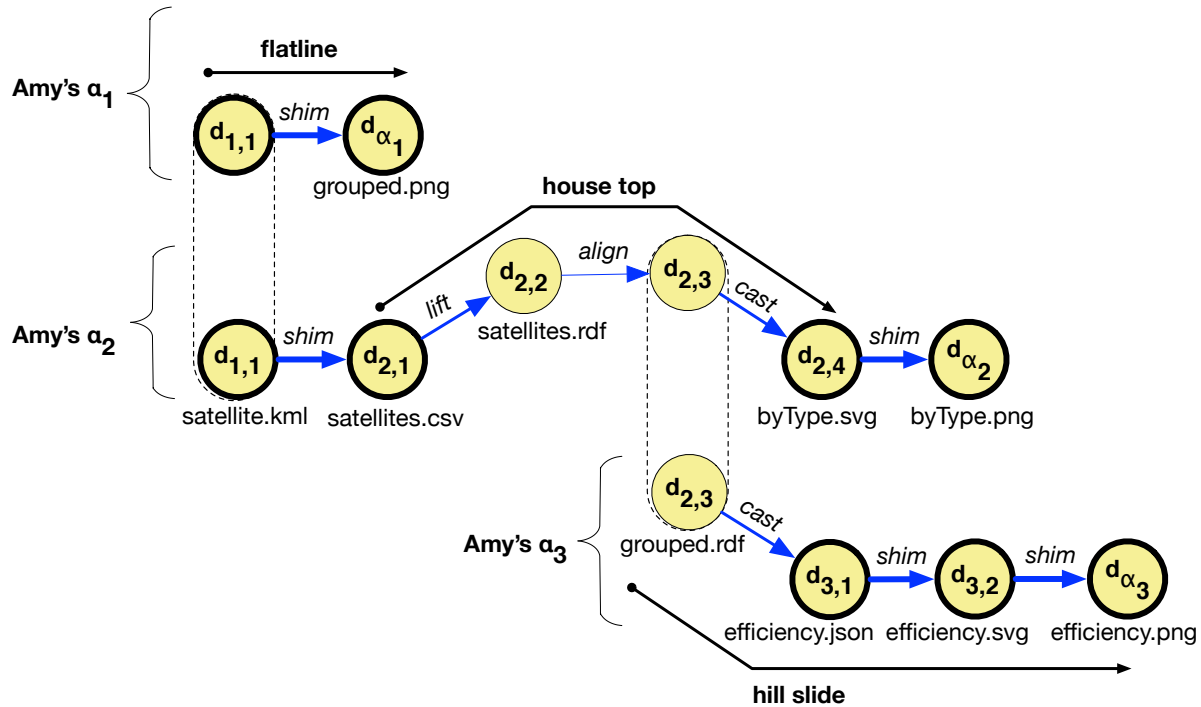 flatline
Amy's α1
d1,1
shim
dα1
grouped.png
house top
Amy's α2
d1,1
shim
d2,1
lift
d2,2
align
d2,3
cast
d2,4
shim
dα2
satellite.kml
satellites.csv
satellites.rdf
byType.svg
byType.png
Amy's α3
d2,3
grouped.rdf
cast
d3,1
shim
d3,2
shim
dα3
efficiency.json
efficiency.svg
efficiency.png
hill slide